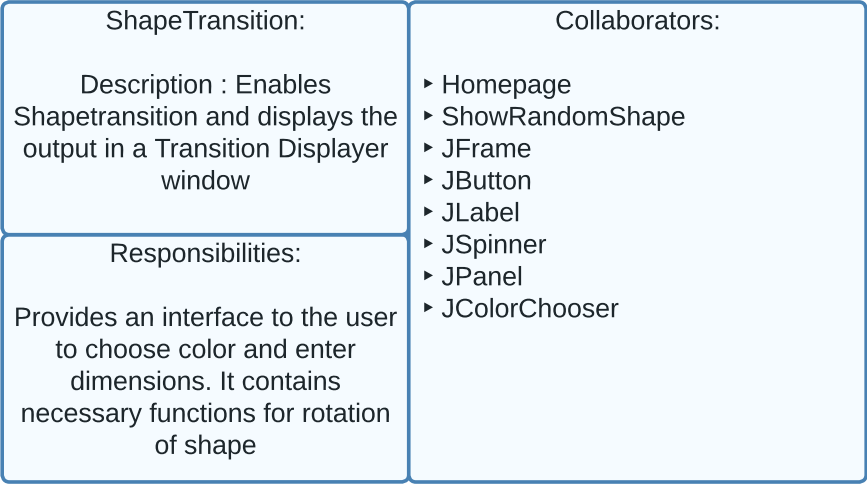 ShapeTransition:
Description : Enables
Shapetransition and displays the
output in a Transition Displayer
window
Responsibilities:
Provides an interface to the user
to choose color and enter
dimensions. It contains
necessary functions for rotation
of shape
Collaborators:
‣ Homepage
‣ ShowRandomShape
‣ JFrame
‣ JButton
‣ JLabel
‣ JSpinner
‣ JPanel
‣ JColorChooser